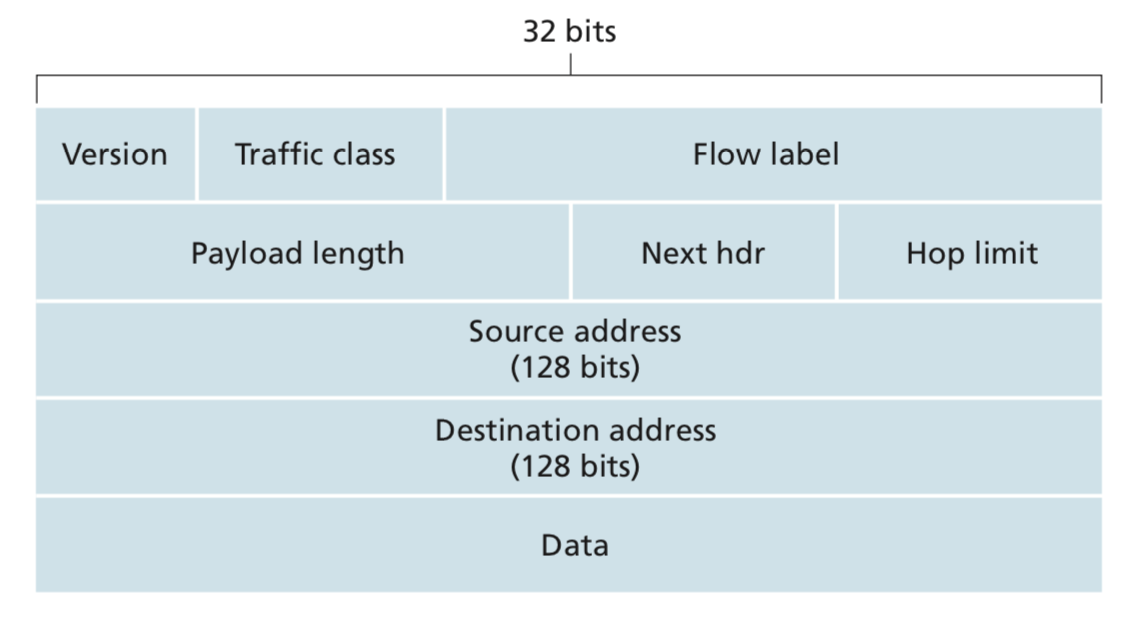 32 bits
Version
Traffic class
Flow label
Payload length
Next hdr
Hop limit
Source address
(128 bits)
Destination address
(128 bits)
Data